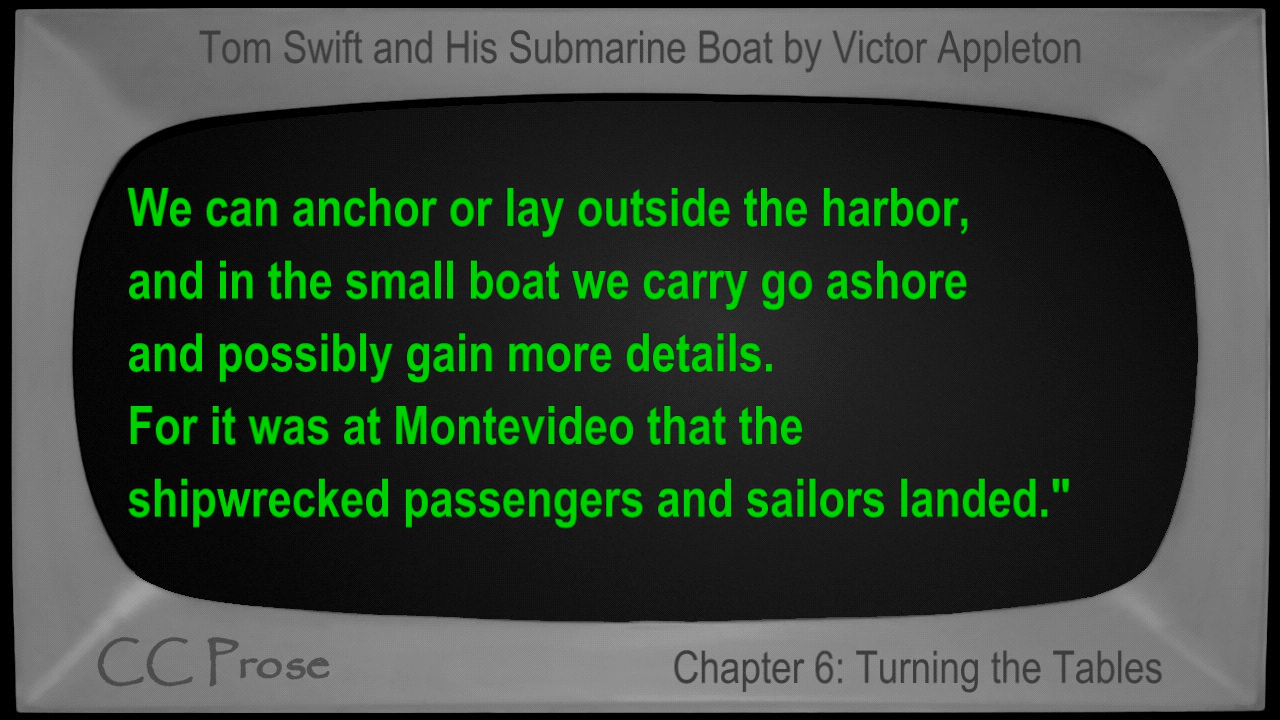 Tom Swift and His Submarine Boat by Victor Appleton
We can anchor or lay outside the harbor,
and in the small boat we carry go ashore
and possibly gain more details.
For it was at Montevideo that the
shipwrecked passengers and sailors landed."
CC Prose
Chapter 6: Turning the Tables